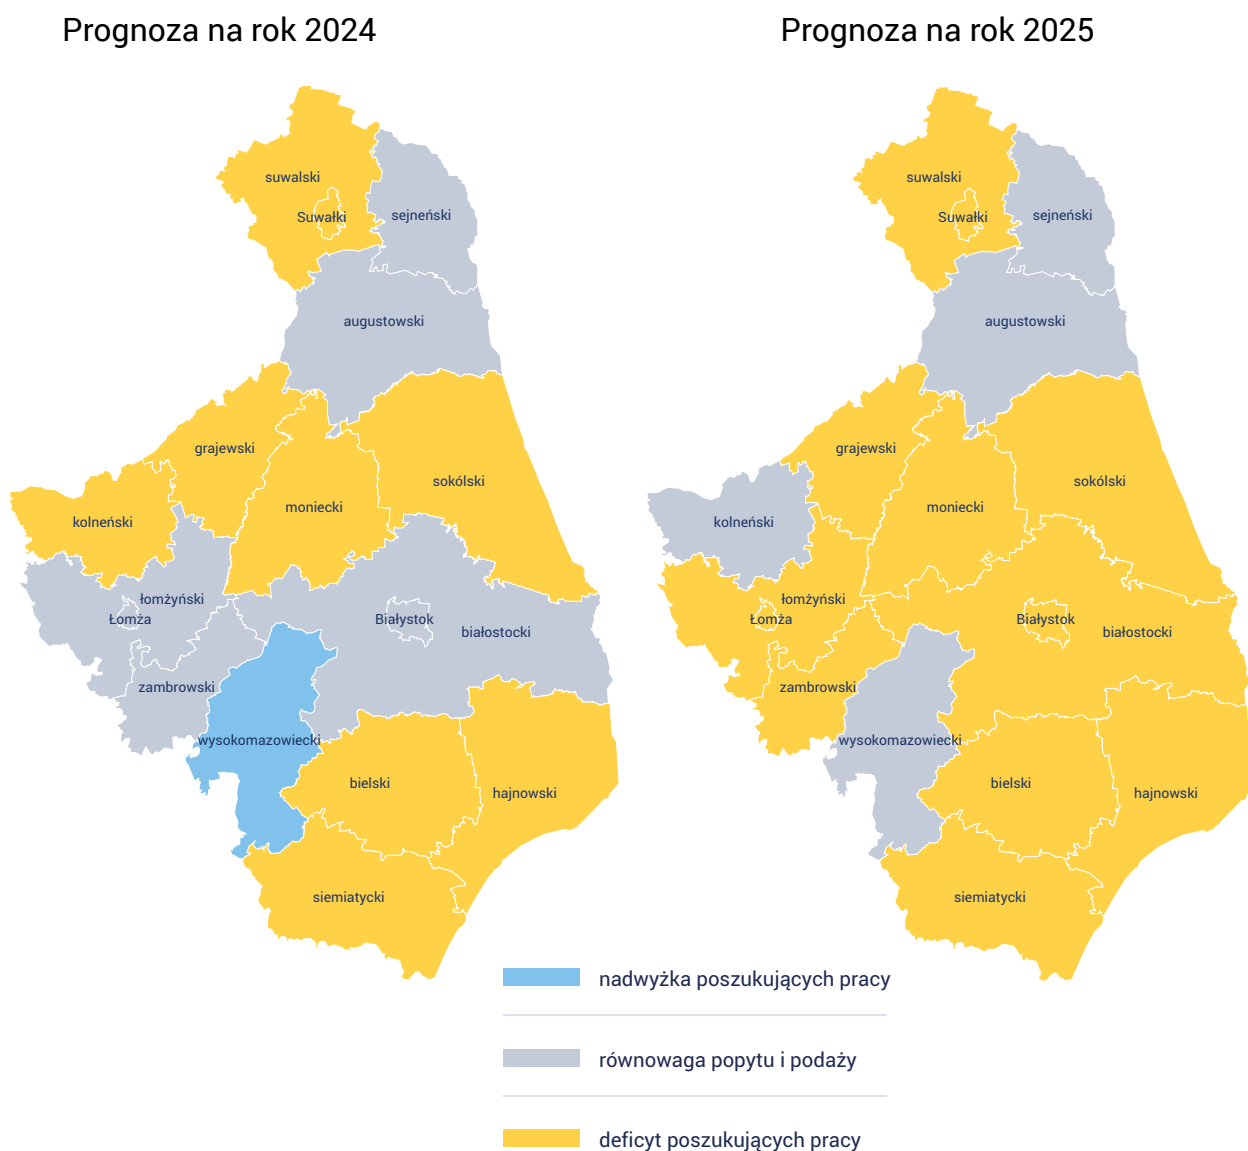 Prognoza na rok 2024
suwalski
Suwałki
sejneński
augustowski
grajewski
sokólski
moniecki
kolneński
łomżyński
Łomża
Białystok
białostocki
zambrowski
wysokomazowiecki
bielski
hajnowski
siemiatycki
Prognoza na rok 2025
suwalski
Suwałki
sejneński
augustowski
grajewski
sokólski
moniecki
kolneński
łomżyński
Łomża
Białystok
białostocki
zambrowski
wysokomazowiecki
bielski
hajnowski
siemiatycki
nadwyżka poszukujących pracy
równowaga popytu i podaży
deficyt poszukujących pracy